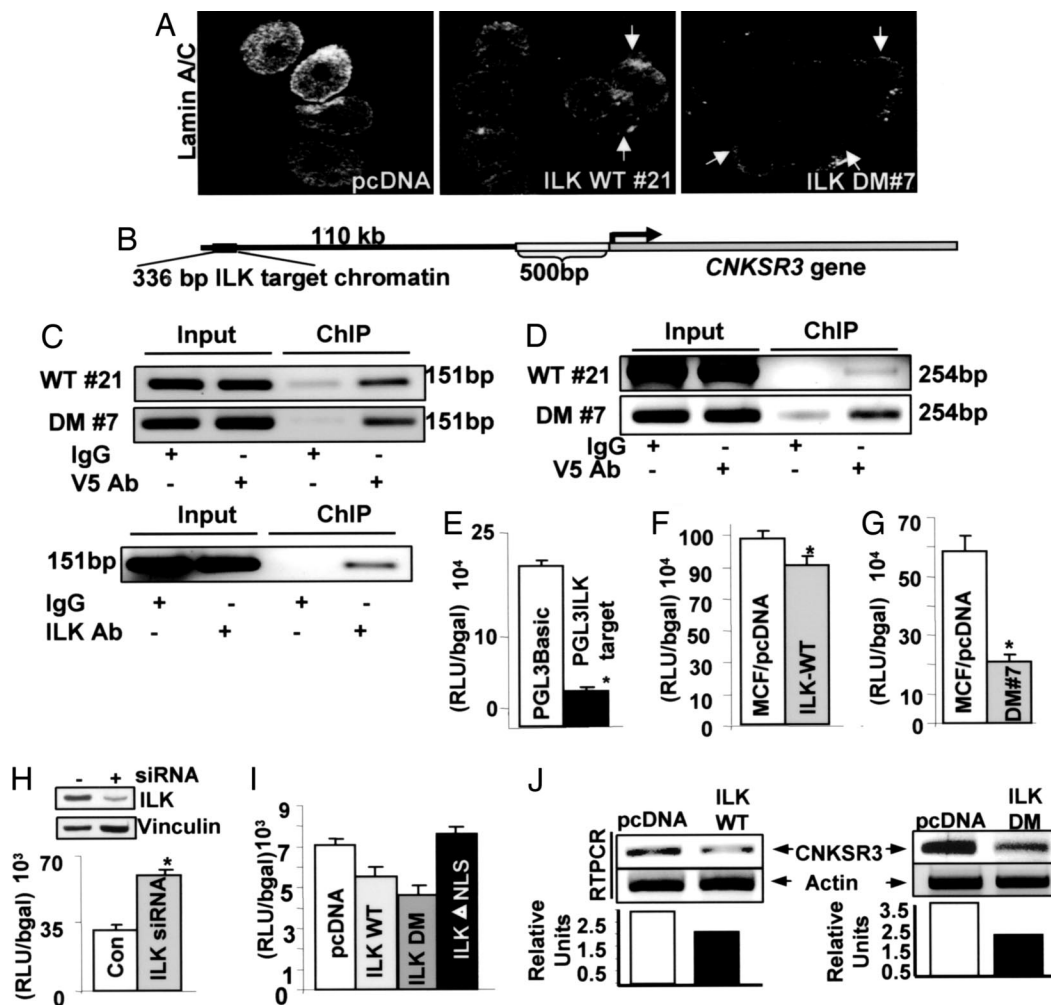 A
Lamin A/C
pcDNA
ILK WT #21
ILK DM#7
B
110 kb
336 bp ILK target chromatin
500bp
CNKSR3 gene
C
Input ChIP
WT #21 151bp
DM #7 151bp
IgG + - + -
V5 Ab - + - +
Input ChIP
151bp
IgG + - + -
ILK Ab - + - +
D
Input ChIP
WT #21 254bp
DM #7 254bp
IgG + - + -
V5 Ab - + - +
E
(RLU/bgal) 10⁴
25
10
0
PGL3Basic
PGL3ILK target
*
F
(RLU/bgal) 10⁴
100
90
70
50
30
10
0
MCF/pcDNA
ILK-WT
*
G
(RLU/bgal) 10⁴
70
60
40
20
0
MCF/pcDNA
DM#7
*
H
- + siRNA
ILK
Vinculin
(RLU/bgal) 10³
70
35
0
Con
ILK siRNA
*
I
(RLU/bgal)10³
9
7
5
3
1
0
pcDNA
ILK WT
ILK DM
ILK ΔNLS
J
RTPCR
pcDNA ILK WT
CNKSR3
Actin
pcDNA ILK DM
Relative Units
2.5
1.5
0.5
Relative Units
3.5
2.5
1.5
0.5